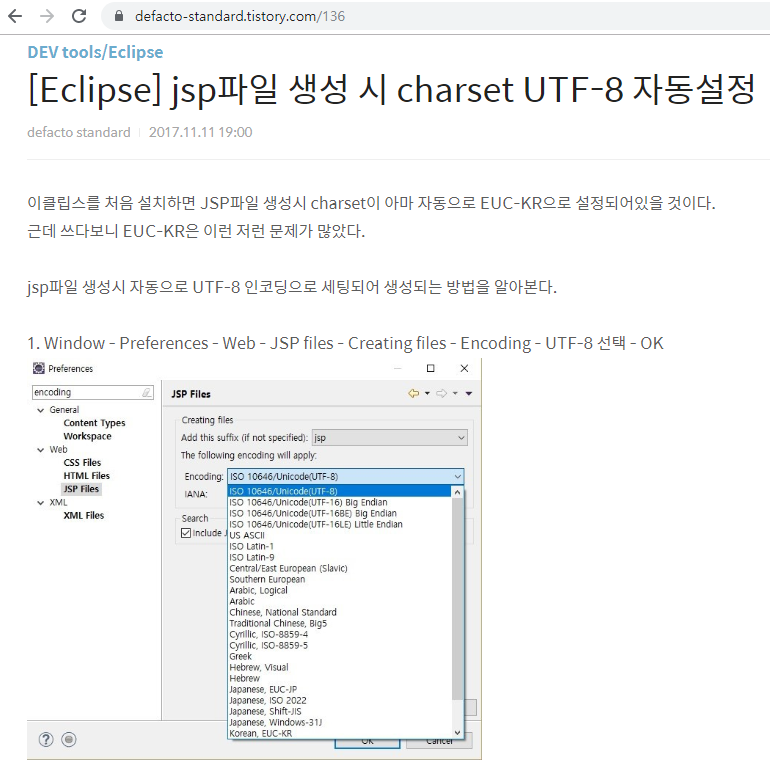 defacto-standard.tistory.com/136
DEV tools/Eclipse
[Eclipse] jsp파일 생성 시 charset UTF-8 자동설정
defacto standard | 2017.11.11 19:00
이클립스를 처음 설치하면 JSP파일 생성시 charset이 아마 자동으로 EUC-KR으로 설정되어있을 것이다.
근데 쓰다보니 EUC-KR은 이런 저런 문제가 많았다.
jsp파일 생성시 자동으로 UTF-8 인코딩으로 세팅되어 생성되는 방법을 알아본다.
1. Window - Preferences - Web - JSP files - Creating files - Encoding - UTF-8 선택 - OK
Preferences
encoding
General
Content Types
Workspace
Web
CSS Files
HTML Files
JSP Files
XML
XML Files
JSP Files
Creating files
Add this suffix (if not specified): jsp
The following encoding will apply:
Encoding: ISO 10646/Unicode(UTF-8)
IANA:
Search
Include J
ISO 10646/Unicode(UTF-8)
ISO 10646/Unicode(UTF-16) Big Endian
ISO 10646/Unicode(UTF-16BE) Big Endian
ISO 10646/Unicode(UTF-16LE) Little Endian
US ASCII
ISO Latin-1
ISO Latin-9
Central/East European (Slavic)
Southern European
Arabic, Logical
Arabic
Chinese, National Standard
Traditional Chinese, Big5
Cyrillic, ISO-8859-4
Cyrillic, ISO-8859-5
Greek
Hebrew, Visual
Hebrew
Japanese, EUC-JP
Japanese, ISO 2022
Japanese, Shift-JIS
Japanese, Windows-31J
Korean, EUC-KR
OK
Cancel